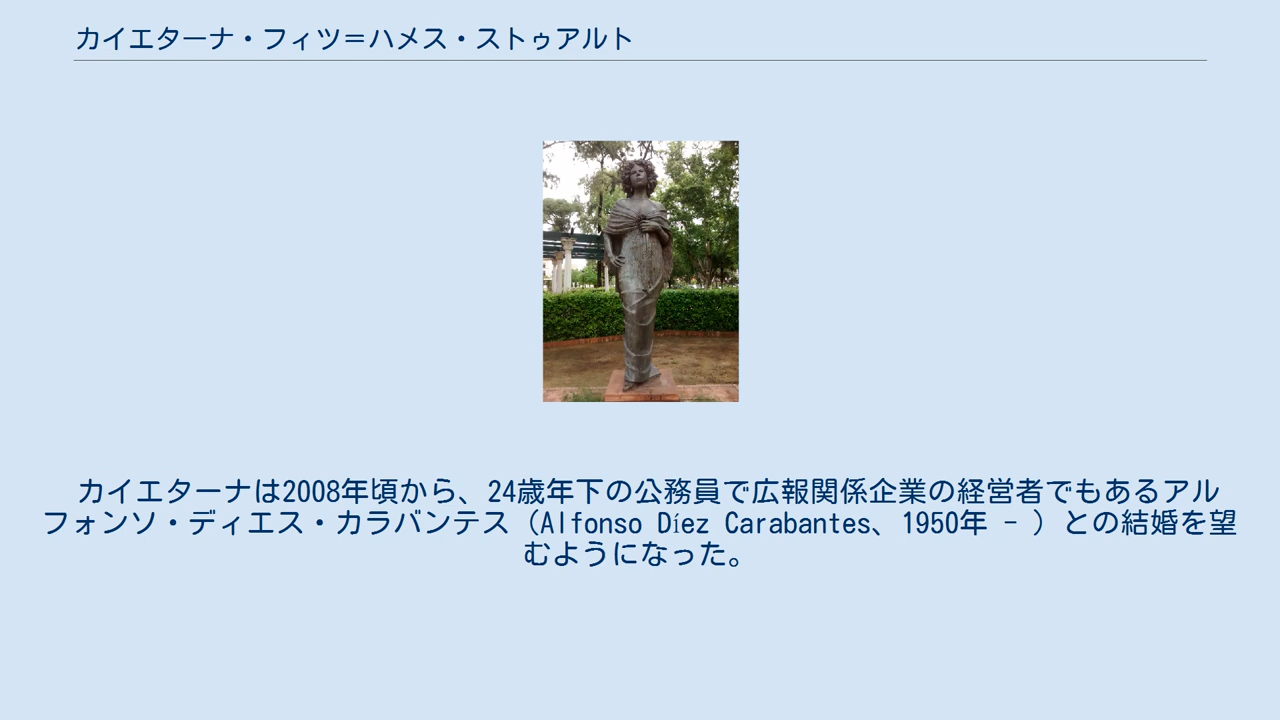 カイエターナ・フィツ＝ハメス・ストゥアルト
カイエターナは2008年頃から、24歳年下の公務員で広報関係企業の経営者でもあるアル
フォンソ・ディエス・カラバンテス（Alfonso Díez Carabantes、1950年 - ）との結婚を望
むようになった。